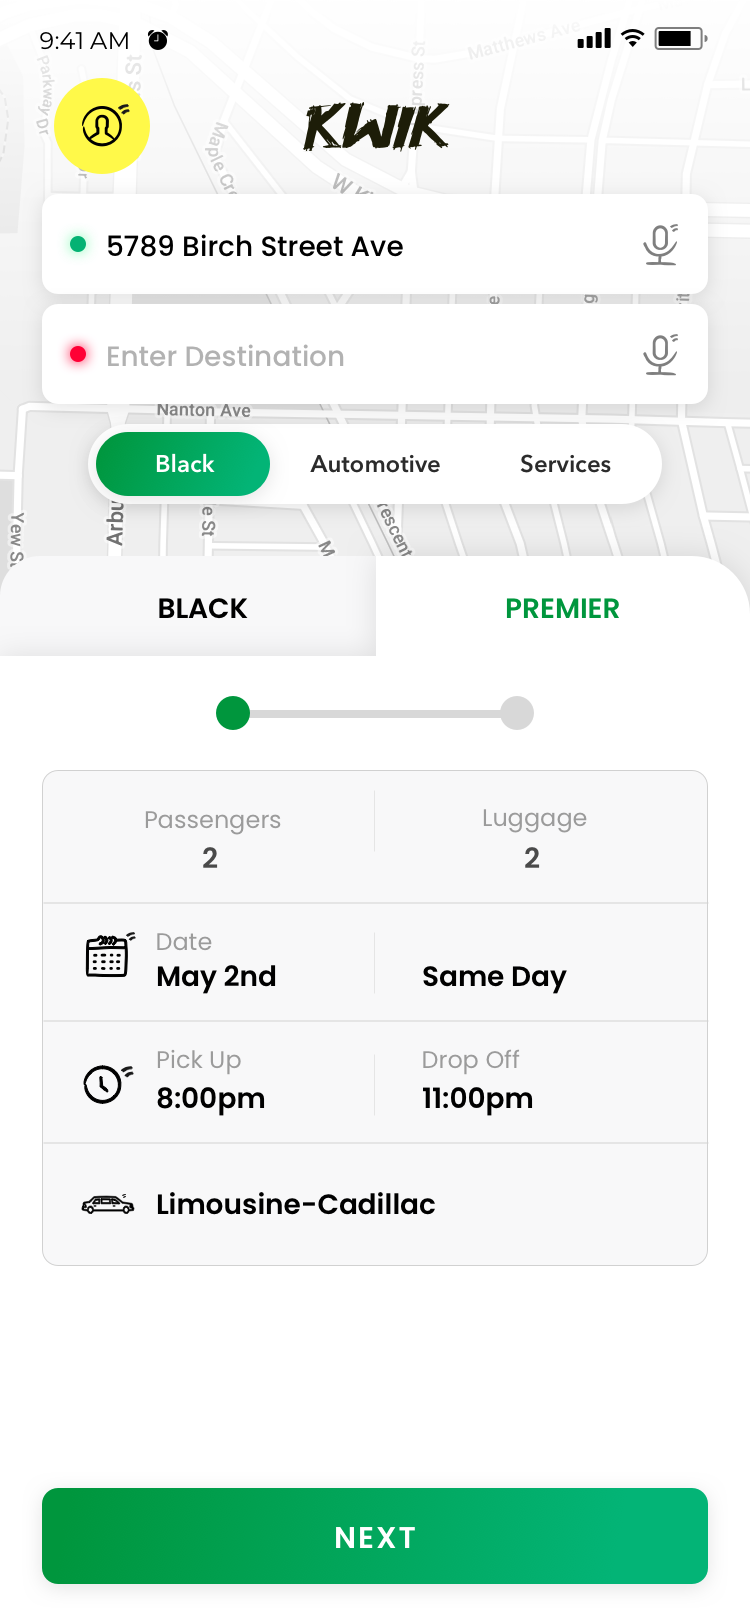 9:41 AM
Matthews Ave
Parkway Dr
s St
press St
Maple Cre
KWIK
W K
5789 Birch Street Ave
Enter Destination
Nanton Ave
Black
Automotive
Services
Yew S
Arbu
e St
M
rescent
BLACK
PREMIER
Passengers
Luggage
2
2
Date
May 2nd
Same Day
Pick Up
Drop Off
8:00pm
11:00pm
Limousine-Cadillac
NEXT